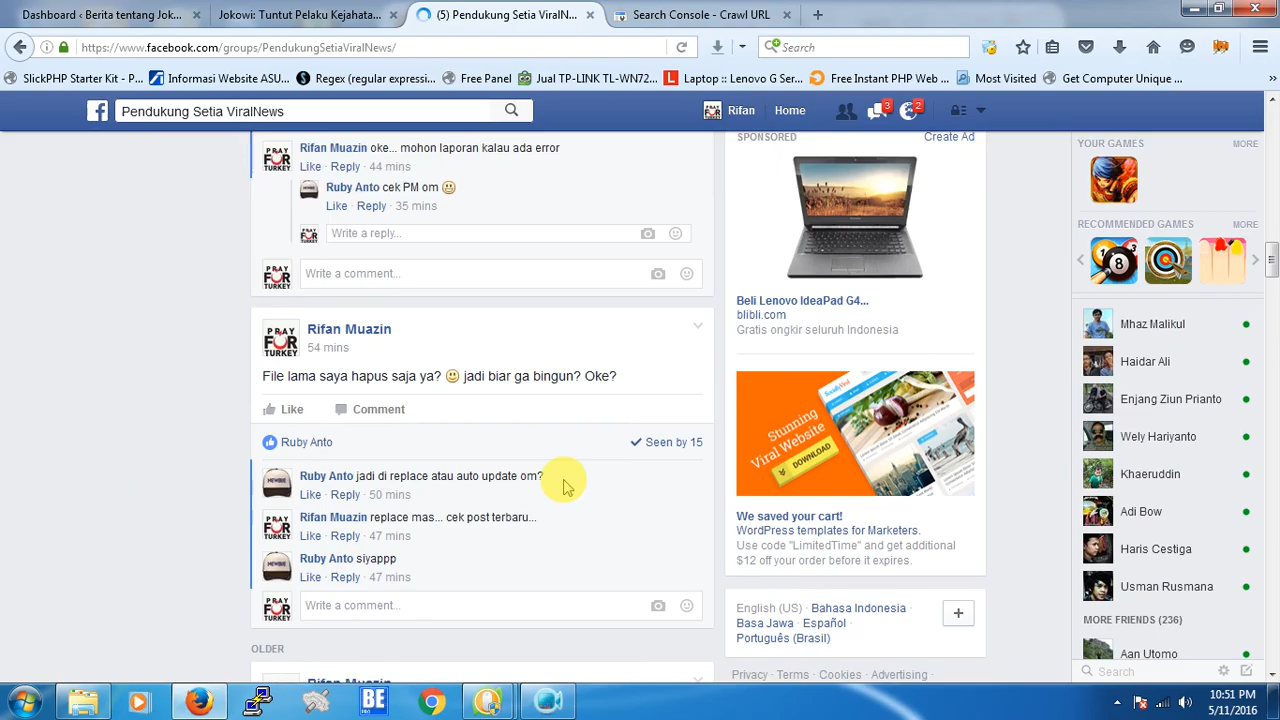 Dashboard ‹ Berita tentang Jok...
Jokowi: Tuntut Pelaku Kejahata...
(5) Pendukung Setia ViralNews...
Search Console - Crawl URL
https://www.facebook.com/groups/PendukungSetiaViralNews/
Search
SlickPHP Starter Kit - P...
Informasi Website ASU...
Regex (regular expressi...
Free Panel
Jual TP-LINK TL-WN72...
Laptop :: Lenovo G Ser...
Free Instant PHP Web ...
Most Visited
Get Computer Unique ...
Pendukung Setia ViralNews
Rifan
Home
3
2
Rifan Muazin oke... mohon laporan kalau ada error
Like · Reply · 44 mins
Ruby Anto cek PM om
Like · Reply · 35 mins
Write a reply...
Write a comment...
PRAY FOR TURKEY
Rifan Muazin
54 mins
File lama saya hapus saja ya? 🙂 jadi biar ga bingun? Oke?
Like
Comment
Ruby Anto
Seen by 15
Ruby Anto jadi di replace atau auto update om?
Like · Reply · 50 mins
Rifan Muazin replace mas... cek post terbaru...
Like · Reply · 47 mins
Ruby Anto siyappp
Like · Reply · 47 mins
Write a comment...
OLDER
Rifan Muazin
SPONSORED
Create Ad
Beli Lenovo IdeaPad G4...
blibli.com
Gratis ongkir seluruh Indonesia
Stunning
Viral Website
DOWNLOAD
We saved your cart!
WordPress templates for Marketers.
Use code "LimitedTime" and get additional
$12 off your order before it expires.
English (US) · Bahasa Indonesia ·
Basa Jawa · Español ·
Português (Brasil)
Privacy · Terms · Cookies · Advertising ·
YOUR GAMES
MORE
RECOMMENDED GAMES
MORE
8
Mhaz Malikul
Haidar Ali
Enjang Ziun Prianto
Wely Hariyanto
Khaeruddin
Adi Bow
Haris Cestiga
Usman Rusmana
MORE FRIENDS (236)
Aan Utomo
Search
BE
10:51 PM
5/11/2016